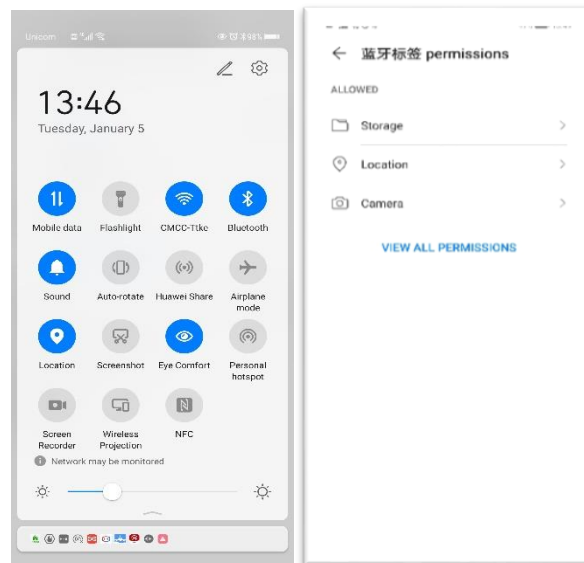 Unicom
98%
13:46
Tuesday, January 5
Mobile data
Flashlight
CMCC-Ttkc
Bluetooth
Sound
Auto-rotate
Huawei Share
Airplane
mode
Location
Screenshot
Eye Comfort
Personal
hotspot
Screen
Recorder
Wireless
Projection
NFC
Network may be monitored
蓝牙标签 permissions
ALLOWED
Storage
Location
Camera
VIEW ALL PERMISSIONS